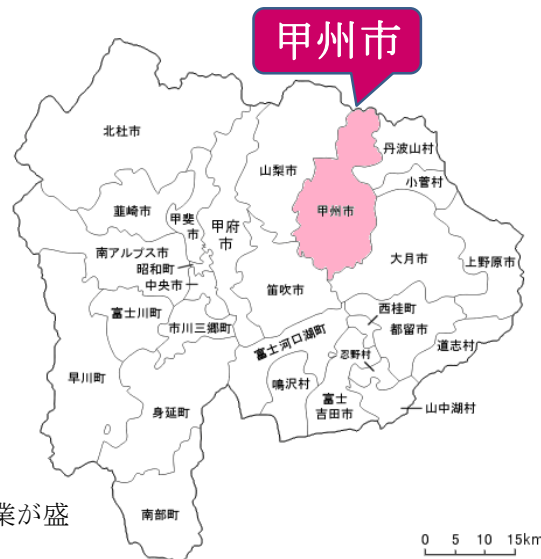 甲州市
北杜市
丹波山村
山梨市
小菅村
韮崎市
甲斐
市
甲府
市
甲州市
南アルプス市
昭和町
中央市
大月市
上野原市
笛吹市
富士川町
市川三郷町
西桂町
都留市
富士河口湖町
忍野村
道志村
早川町
鳴沢村
身延町
富士
吉田市
山中湖村
業が盛
南部町
0 5 10 15km